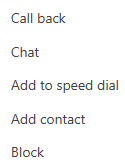 Call back
Chat
Add to speed dial
Add contact
Block